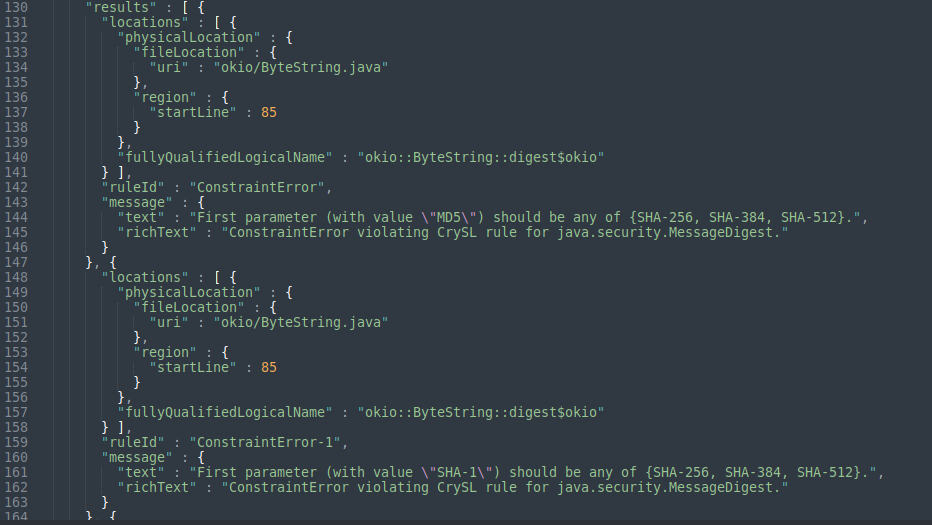 130 "results" : [ {
131 "locations" : [ {
132 "physicalLocation" : {
133 "fileLocation" : {
134 "uri" : "okio/ByteString.java"
135 },
136 "region" : {
137 "startLine" : 85
138 }
139 },
140 "fullyQualifiedLogicalName" : "okio::ByteString::digest$okio"
141 } ],
142 "ruleId" : "ConstraintError",
143 "message" : {
144 "text" : "First parameter (with value \"MD5\") should be any of {SHA-256, SHA-384, SHA-512}.",
145 "richText" : "ConstraintError violating CrySL rule for java.security.MessageDigest."
146 }
147 }, {
148 "locations" : [ {
149 "physicalLocation" : {
150 "fileLocation" : {
151 "uri" : "okio/ByteString.java"
152 },
153 "region" : {
154 "startLine" : 85
155 }
156 },
157 "fullyQualifiedLogicalName" : "okio::ByteString::digest$okio"
158 } ],
159 "ruleId" : "ConstraintError-1",
160 "message" : {
161 "text" : "First parameter (with value \"SHA-1\") should be any of {SHA-256, SHA-384, SHA-512}.",
162 "richText" : "ConstraintError violating CrySL rule for java.security.MessageDigest."
163 }
164 }, {